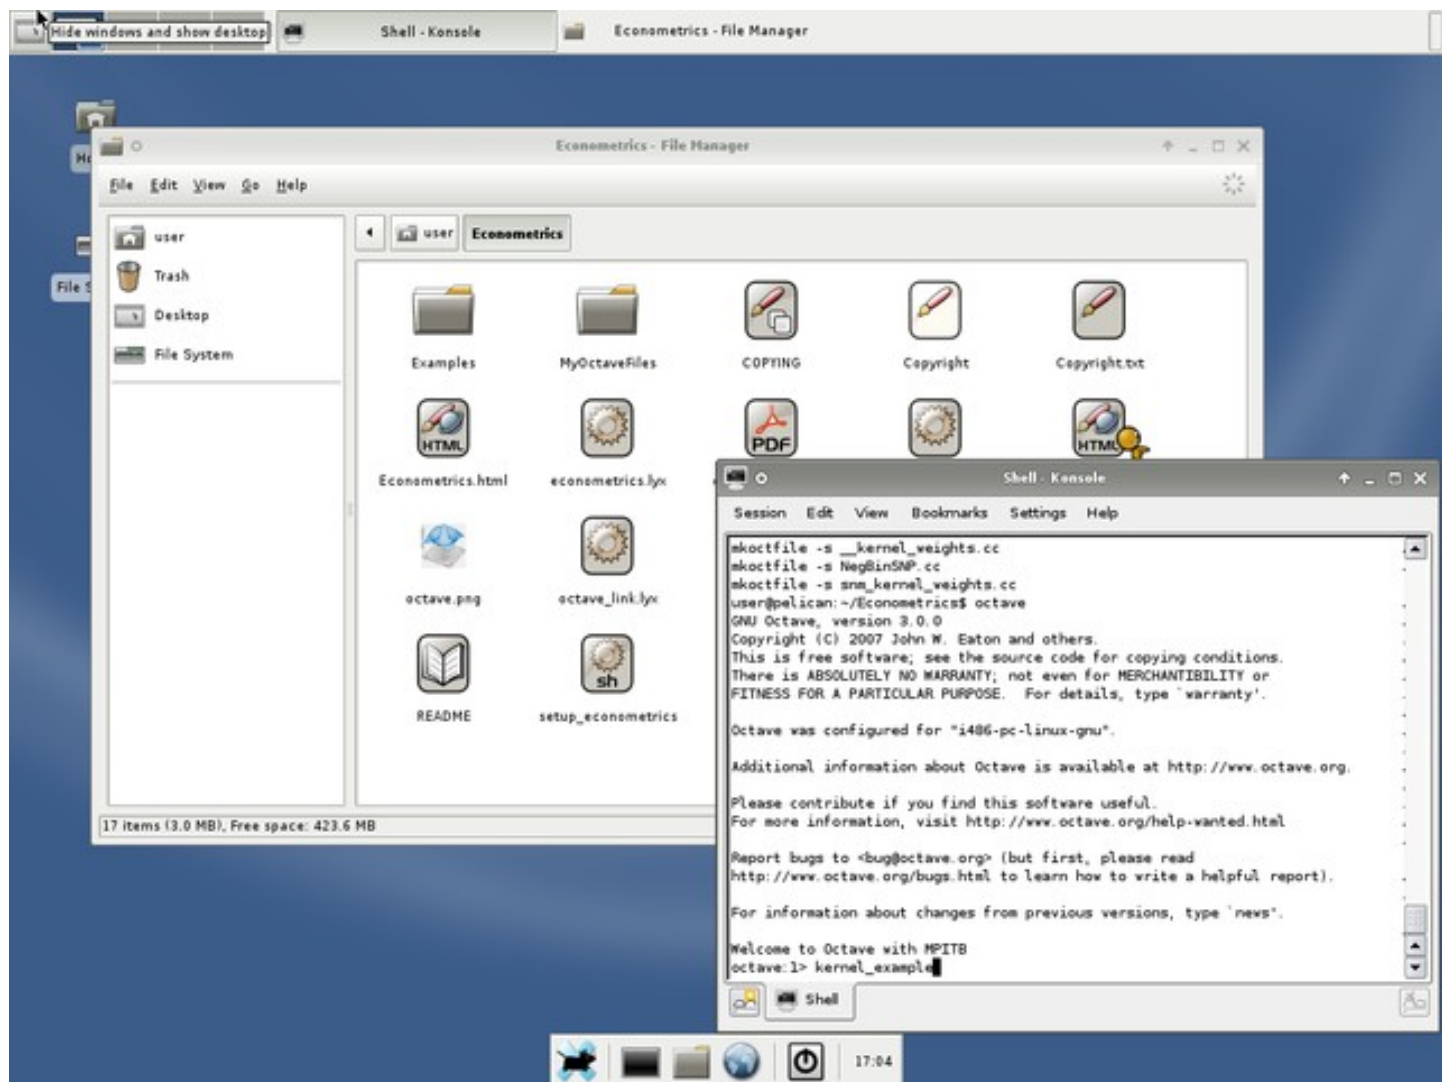 Hide windows and show desktop
Shell - Konsole
Econometrics - File Manager
Econometrics - File Manager
File Edit View Go Help
user
Trash
Desktop
File System
user
Econometrics
Examples
MyOctaveFiles
COPYING
Copyright
Copyright.txt
HTML
PDF
HTML
Econometrics.html
econometrics.lyx
octave.png
octave_link.lyx
sh
README
setup_econometrics
17 items (3.0 MB), Free space: 423.6 MB
File S
Shell - Konsole
Session Edit View Bookmarks Settings Help
mkoctfile -s __kernel_weights.cc
mkoctfile -s NegBinSNP.cc
mkoctfile -s snm_kernel_weights.cc
user@pelican:~/Econometrics$ octave
GNU Octave, version 3.0.0
Copyright (C) 2007 John W. Eaton and others.
This is free software; see the source code for copying conditions.
There is ABSOLUTELY NO WARRANTY; not even for MERCHANTIBILITY or
FITNESS FOR A PARTICULAR PURPOSE.  For details, type `warranty'.
Octave was configured for "i486-pc-linux-gnu".
Additional information about Octave is available at http://www.octave.org.
Please contribute if you find this software useful.
For more information, visit http://www.octave.org/help-wanted.html
Report bugs to <bug@octave.org> (but first, please read
http://www.octave.org/bugs.html to learn how to write a helpful report).
For information about changes from previous versions, type `news'.
Welcome to Octave with MPITB
octave:1> kernel_example
Shell
17:04